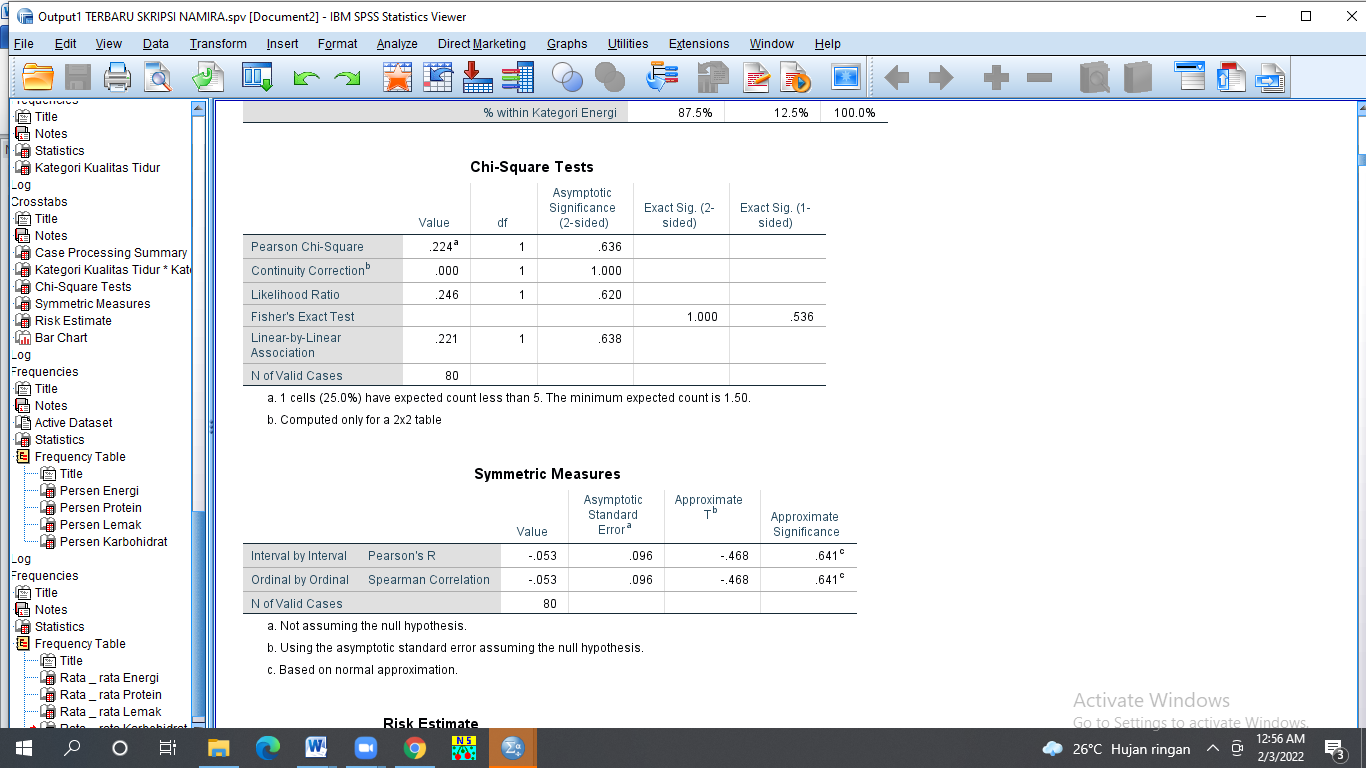 Output1 TERBARU SKRIPSI NAMIRA.spv [Document2] - IBM SPSS Statistics Viewer
File Edit View Data Transform Insert Format Analyze Direct Marketing Graphs Utilities Extensions Window Help
Frequencies
Title
Notes
Statistics
Kategori Kualitas Tidur
Log
Crosstabs
Title
Notes
Case Processing Summary
Kategori Kualitas Tidur * Kat
Chi-Square Tests
Symmetric Measures
Risk Estimate
Bar Chart
Log
Frequencies
Title
Notes
Active Dataset
Statistics
Frequency Table
Title
Persen Energi
Persen Protein
Persen Lemak
Persen Karbohidrat
Log
Frequencies
Title
Notes
Statistics
Frequency Table
Title
Rata _ rata Energi
Rata _ rata Protein
Rata _ rata Lemak
Rata _ rata Karbohidrat
% within Kategori Energi 87.5% 12.5% 100.0%
Chi-Square Tests
Value df Asymptotic Significance (2-sided) Exact Sig. (2-sided) Exact Sig. (1-sided)
Pearson Chi-Square .224a 1 .636
Continuity Correctionb .000 1 1.000
Likelihood Ratio .246 1 .620
Fisher's Exact Test 1.000 .536
Linear-by-Linear Association .221 1 .638
N of Valid Cases 80
a. 1 cells (25.0%) have expected count less than 5. The minimum expected count is 1.50.
b. Computed only for a 2x2 table
Symmetric Measures
Value Asymptotic Standard Errora Approximate Tb Approximate Significance
Interval by Interval Pearson's R -.053 .096 -.468 .641c
Ordinal by Ordinal Spearman Correlation -.053 .096 -.468 .641c
N of Valid Cases 80
a. Not assuming the null hypothesis.
b. Using the asymptotic standard error assuming the null hypothesis.
c. Based on normal approximation.
Risk Estimate
Activate Windows
Go to Settings to activate Windows.
N 5
26°C Hujan ringan
12:56 AM
2/3/2022
3